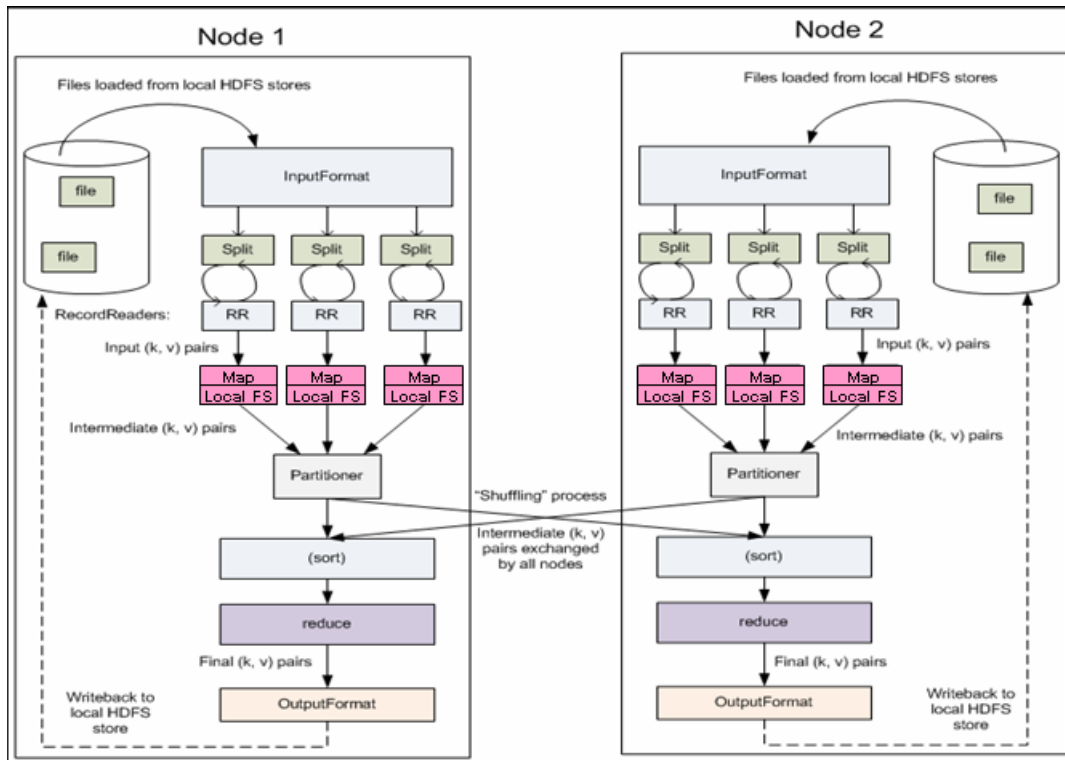 Node 1
Files loaded from local HDFS stores
InputFormat
file
file
Split
Split
Split
RecordReaders:
RR
RR
RR
Input (k, v) pairs
Map
Map
Map
Local FS
Local FS
Local FS
Intermediate (k, v) pairs
Partitioner
(sort)
reduce
Final (k, v) pairs
OutputFormat
Writeback to
local HDFS
store
"Shuffling" process
Intermediate (k, v)
pairs exchanged
by all nodes
Node 2
Files loaded from local HDFS stores
InputFormat
file
file
Split
Split
Split
RR
RR
RR
Input (k, v) pairs
Map
Map
Map
Local FS
Local FS
Local FS
Intermediate (k, v) pairs
Partitioner
(sort)
reduce
Final (k, v) pairs
OutputFormat
Writeback to
local HDFS
store